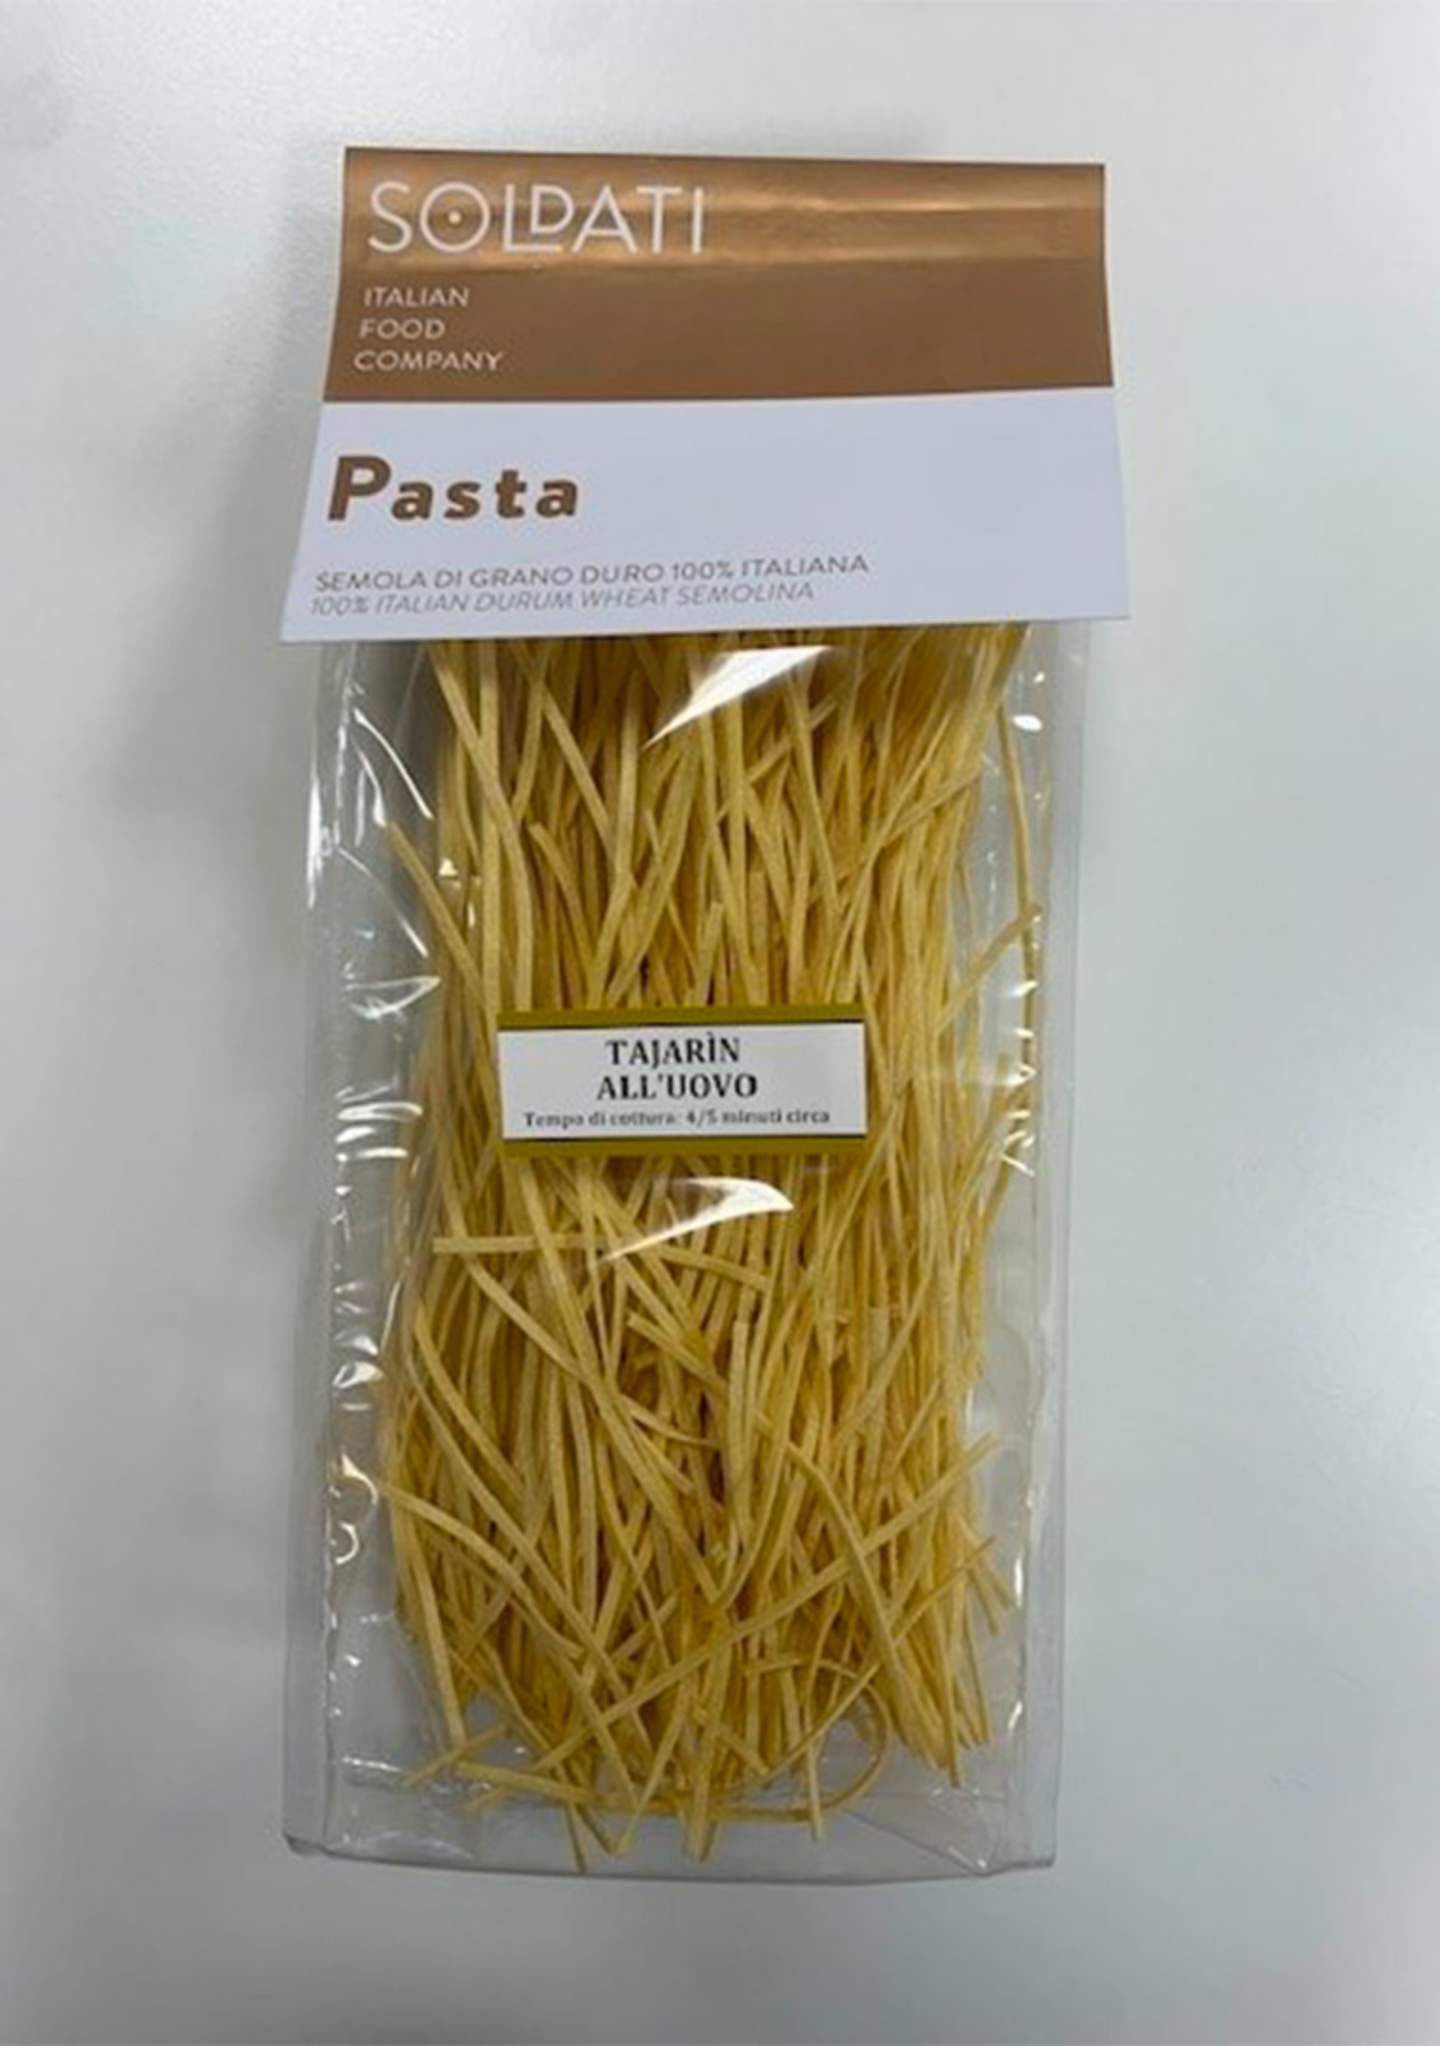 SOLDATI
ITALIAN
FOOD
COMPANY
Pasta
SEMOLA DI GRANO DURO 100% ITALIANA
100% ITALIAN DURUM WHEAT SEMOLINA
TAJARÌN
ALL'UOVO
Tempo di cottura: 4/5 minuti circa